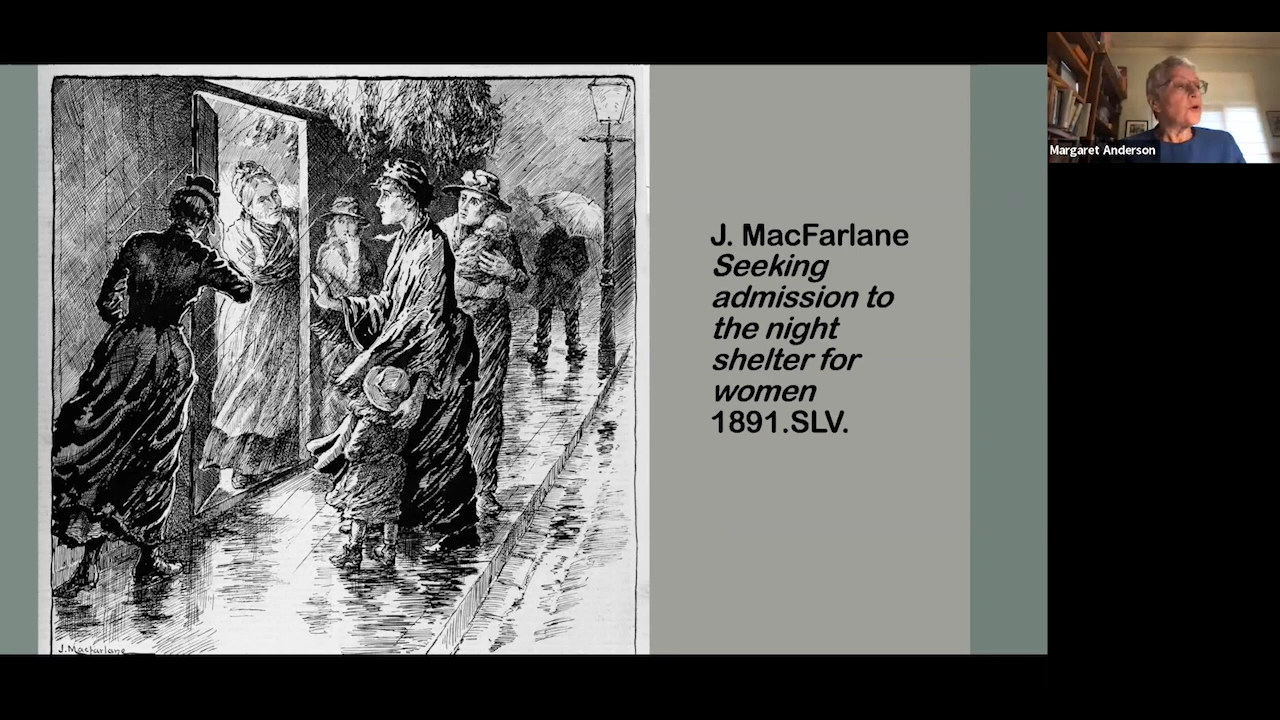 J. MacFarlane
Seeking
admission to
the night
shelter for
women
1891.SLV.
J. Macfarlane
Margaret Anderson